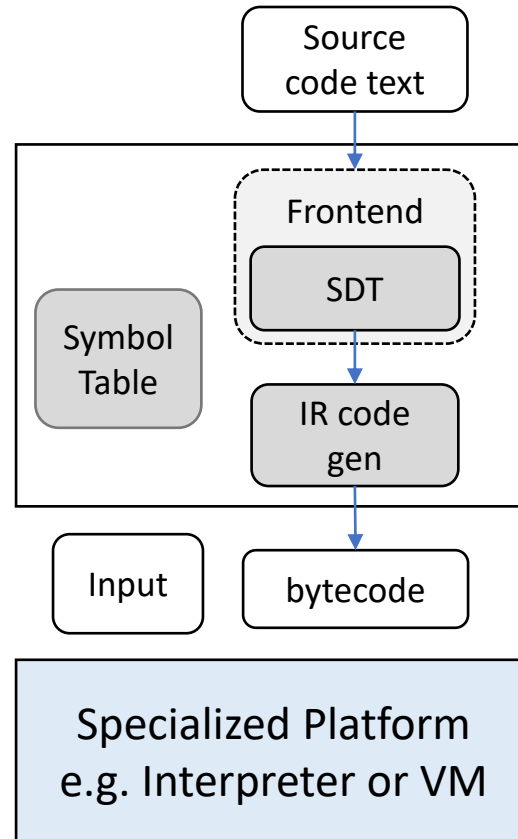 Source
code text
Frontend
SDT
Symbol
Table
IR code
gen
Input
bytecode
Specialized Platform
e.g. Interpreter or VM